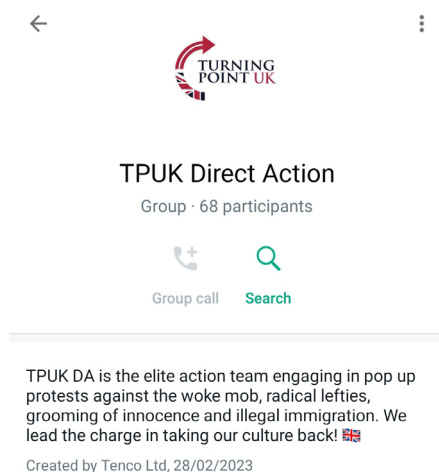 TURNING
POINT UK
TPUK Direct Action
Group · 68 participants
Group call
Search
TPUK DA is the elite action team engaging in pop up
protests against the woke mob, radical lefties,
grooming of innocence and illegal immigration. We
lead the charge in taking our culture back! 🇬🇧
Created by Tenco Ltd, 28/02/2023